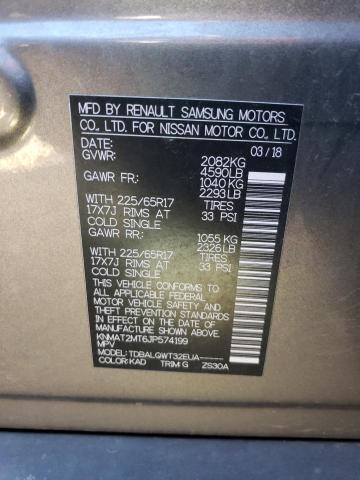 MFD BY RENAULT SAMSUNG MOTORS
CO., LTD. FOR NISSAN MOTOR CO., LTD.
DATE: 03/18
GVWR: 2082KG
4590LB
GAWR FR: 1040KG
2293LB
WITH 225/65R17 TIRES
17X7J RIMS AT 33 PSI
COLD SINGLE
GAWR RR: 1055 KG
2326LB
WITH 225/65R17 TIRES
17X7J RIMS AT 33 PSI
COLD SINGLE
THIS VEHICLE CONFORMS TO
ALL APPLICABLE FEDERAL
MOTOR VEHICLE SAFETY, BUMPER,
AND THEFT PREVENTION STANDARDS
IN EFFECT ON THE DATE OF
MANUFACTURE SHOWN ABOVE.
KNMAT2MT6JP574199
MPV
MODEL: TDBALQWT32EUA-----
COLOR: KAD TRIM G ZS30A